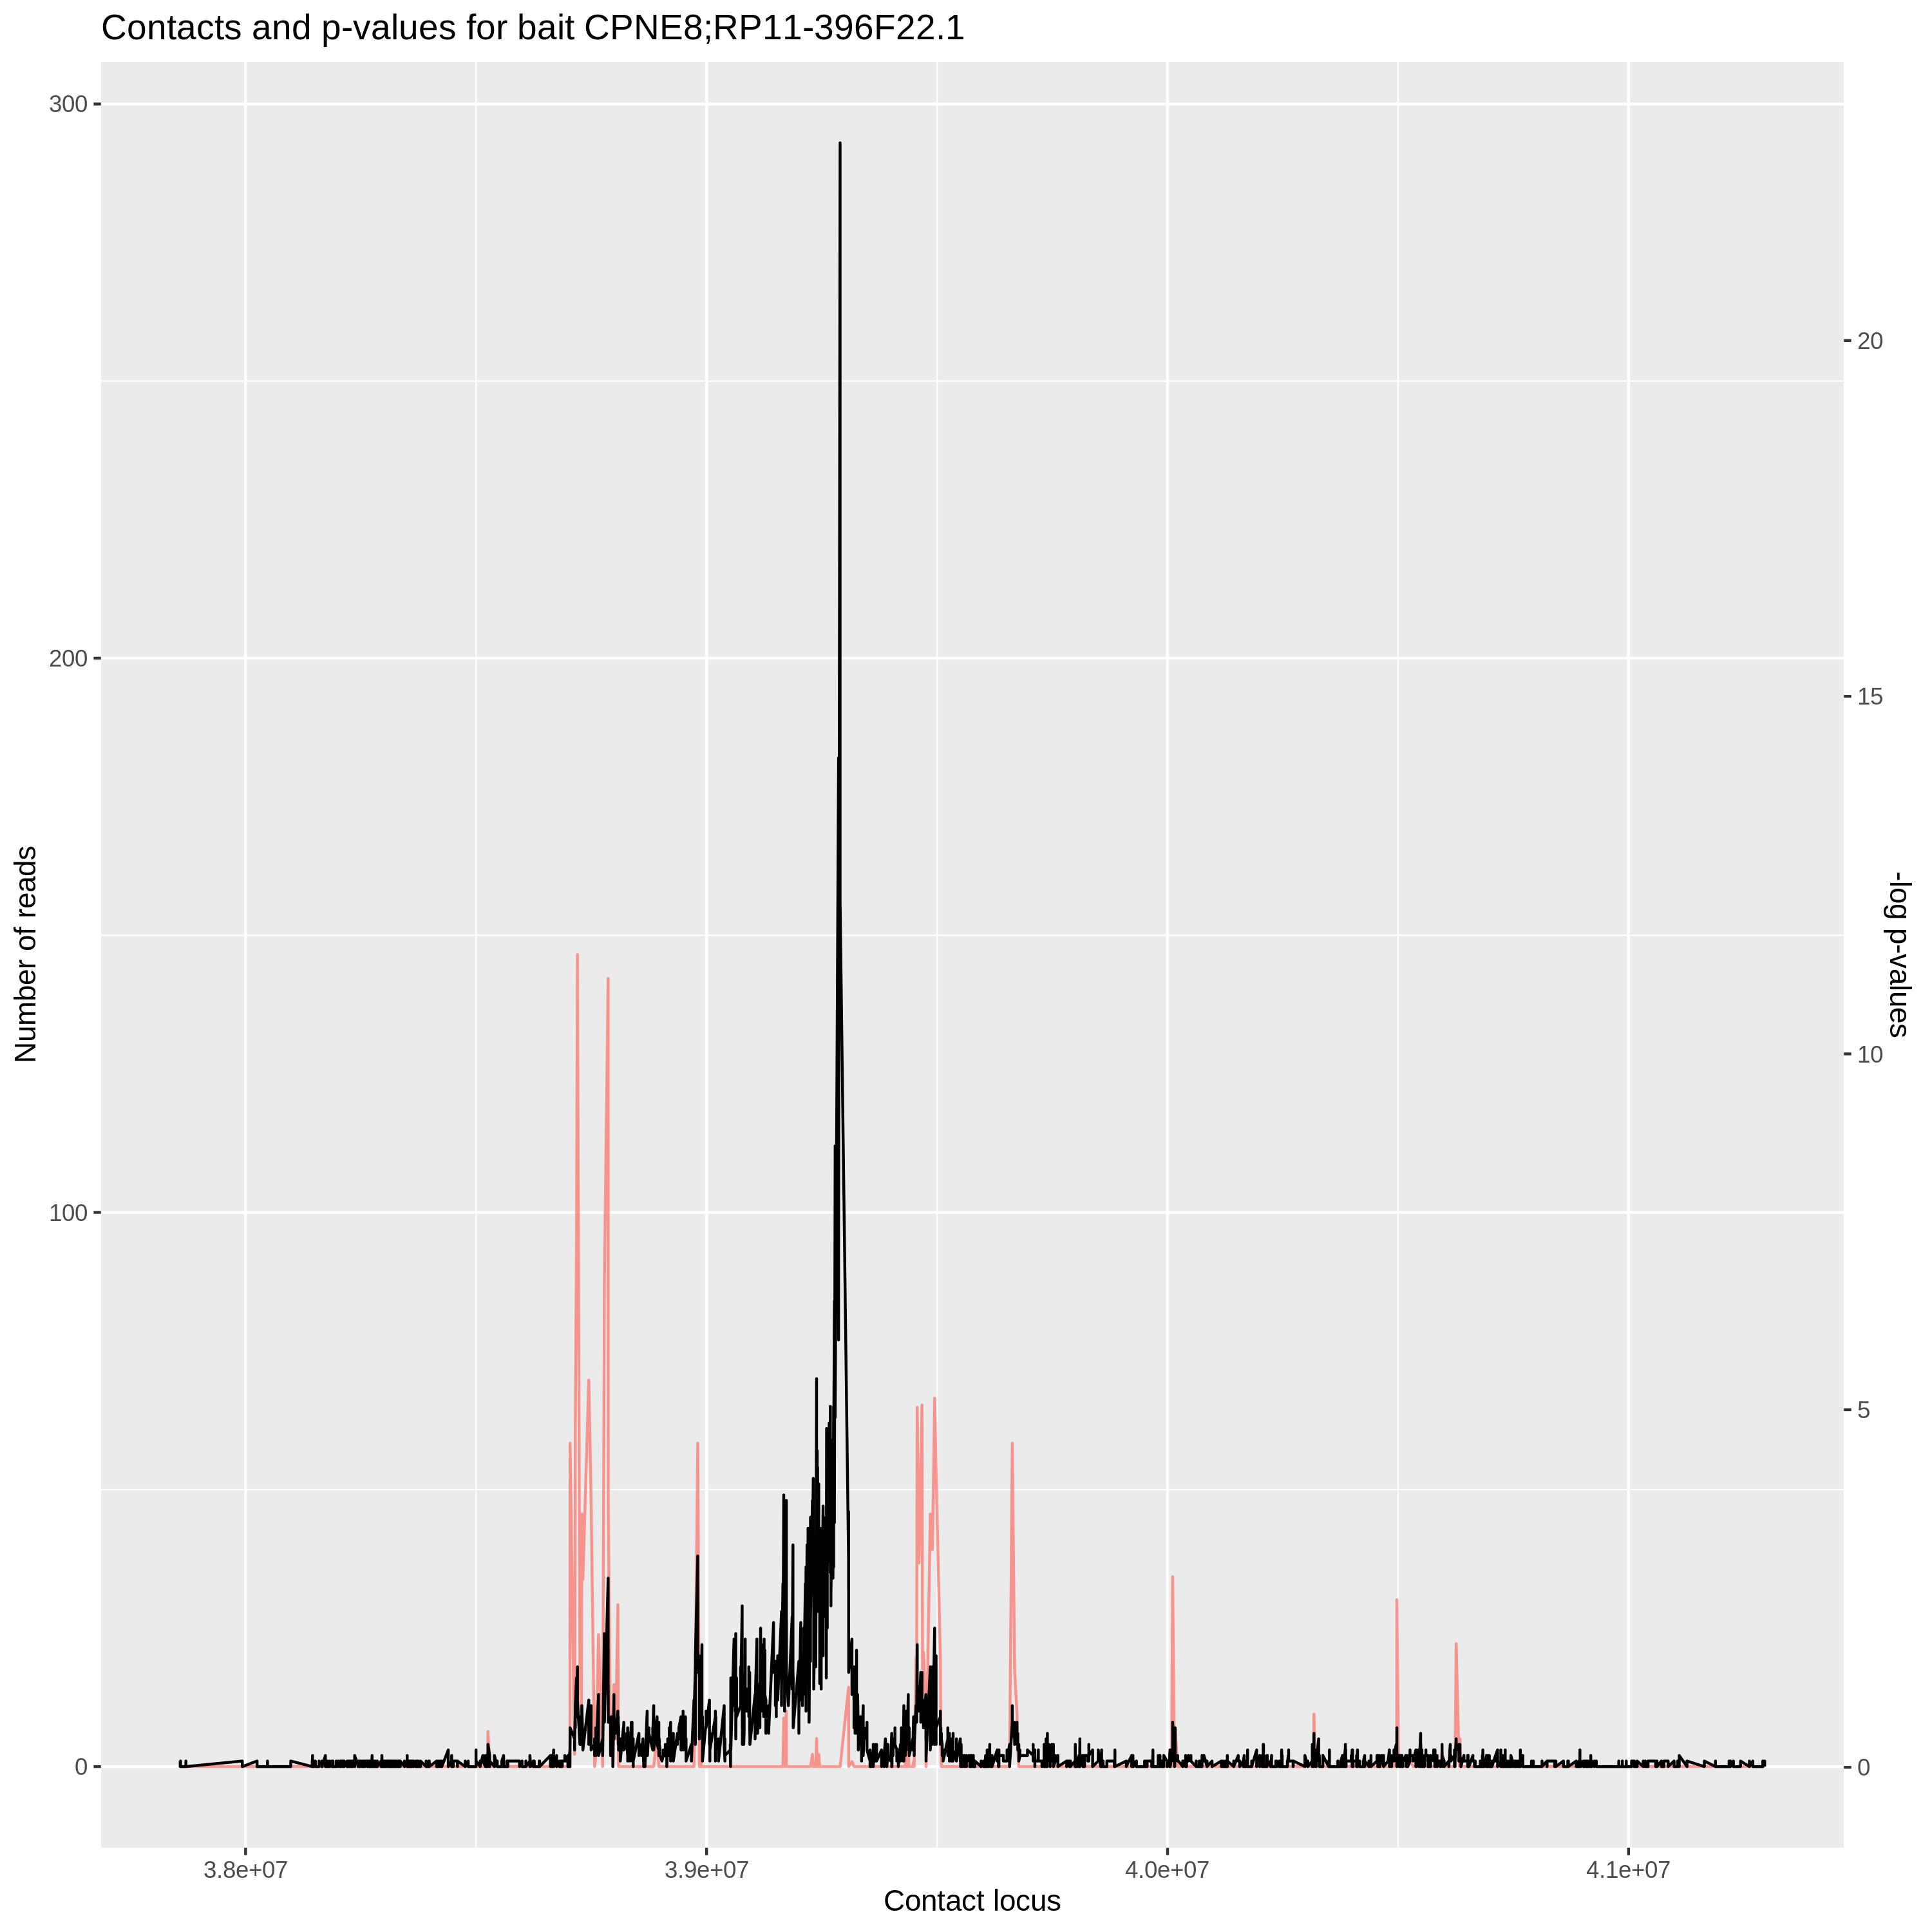 Contacts and p-values for bait CPNE8;RP11-396F22.1
300
200
100
0
Number of reads
20
15
10
5
0
-log p-values
3.8e+07
3.9e+07
4.0e+07
4.1e+07
Contact locus